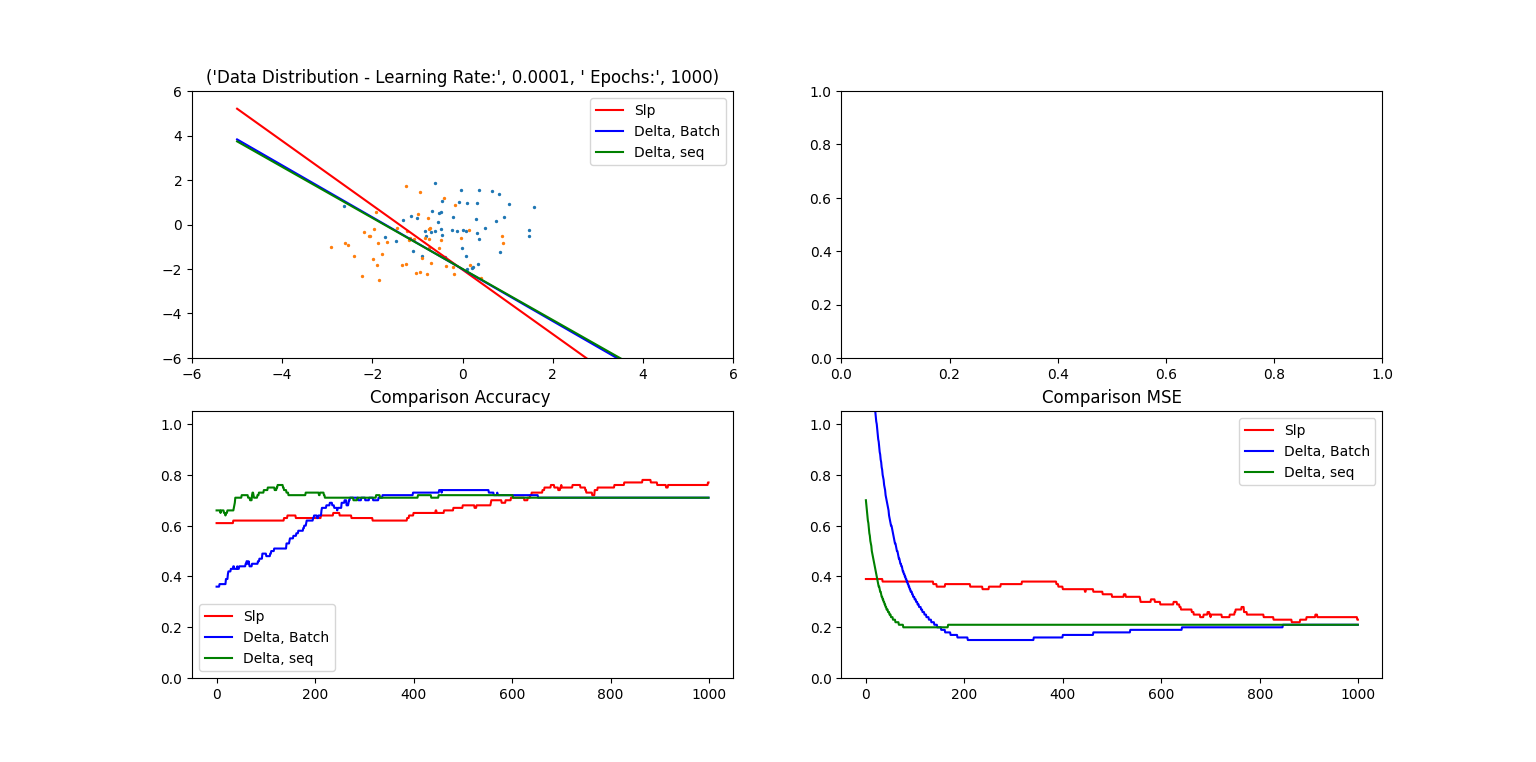 ('Data Distribution - Learning Rate:', 0.0001, ' Epochs:', 1000)
6
4
2
0
−2
−4
−6
−6 −4 −2 0 2 4 6
Slp
Delta, Batch
Delta, seq
1.0
0.8
0.6
0.4
0.2
0.0
0.0 0.2 0.4 0.6 0.8 1.0
Comparison Accuracy
1.0
0.8
0.6
0.4
0.2
0.0
Slp
Delta, Batch
Delta, seq
0 200 400 600 800 1000
Comparison MSE
1.0
0.8
0.6
0.4
0.2
0.0
Slp
Delta, Batch
Delta, seq
0 200 400 600 800 1000